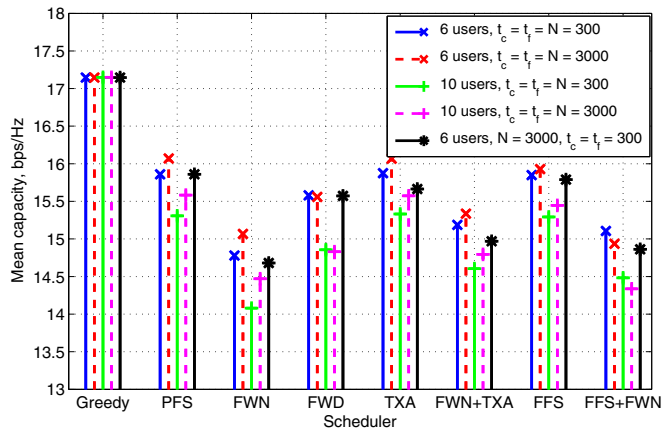 18
17.5
17
16.5
16
15.5
15
14.5
14
13.5
13
Mean capacity, bps/Hz
6 users, t_c = t_f = N = 300
6 users, t_c = t_f = N = 3000
10 users, t_c = t_f = N = 300
10 users, t_c = t_f = N = 3000
6 users, N = 3000, t_c = t_f = 300
Greedy PFS FWN FWD TXA FWN+TXA FFS FFS+FWN
Scheduler